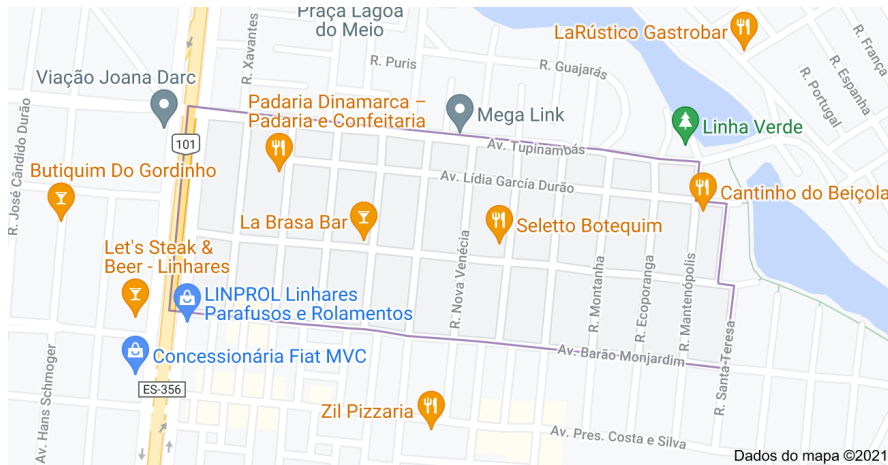 Praça Lagoa
do Meio
LaRústico Gastrobar
R. França
R. Espanha
R. Portugal
R. Puris
R. Guajarás
R. Xavantes
Viação Joana Darc
Padaria Dinamarca –
Padaria e Confeitaria
Mega Link
Linha Verde
101
Av. Tupinambás
R. José Cândido Durão
Butiquim Do Gordinho
Av. Lídia García Durão
Cantinho do Beiçola
La Brasa Bar
Seletto Botequim
Let's Steak &
Beer - Linhares
R. Nova Venécia
R. Montanha
R. Ecoporanga
R. Mantenópolis
LINPROL Linhares
Parafusos e Rolamentos
R. Santa-Teresa
Concessionária Fiat MVC
Av. Barão Monjardim
Av. Hans Schmoger
ES-356
Zil Pizzaria
Av. Pres. Costa e Silva
Dados do mapa ©2021